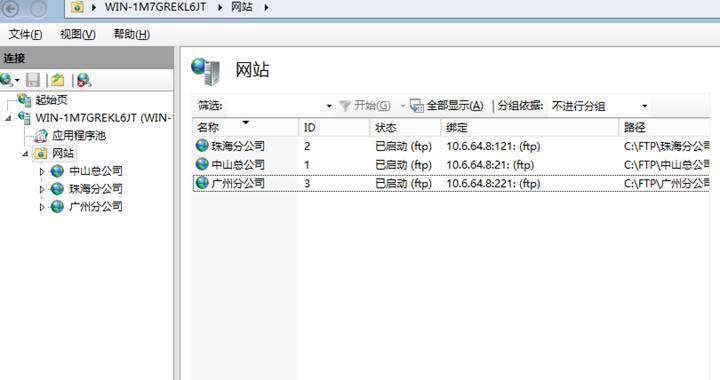 WIN-1M7GREKL6JT 网站
文件(F) 视图(V) 帮助(H)
连接
起始页
WIN-1M7GREKL6JT (WIN-1
应用程序池
网站
中山总公司
珠海分公司
广州分公司
网站
筛选: 开始(G) 全部显示(A) 分组依据: 不进行分组
名称 ID 状态 绑定 路径
珠海分公司 2 已启动 (ftp) 10.6.64.8:121: (ftp) C:\FTP\珠海分公司
中山总公司 1 已启动 (ftp) 10.6.64.8:21: (ftp) C:\FTP\中山总公司
广州分公司 3 已启动 (ftp) 10.6.64.8:221: (ftp) C:\FTP\广州分公司